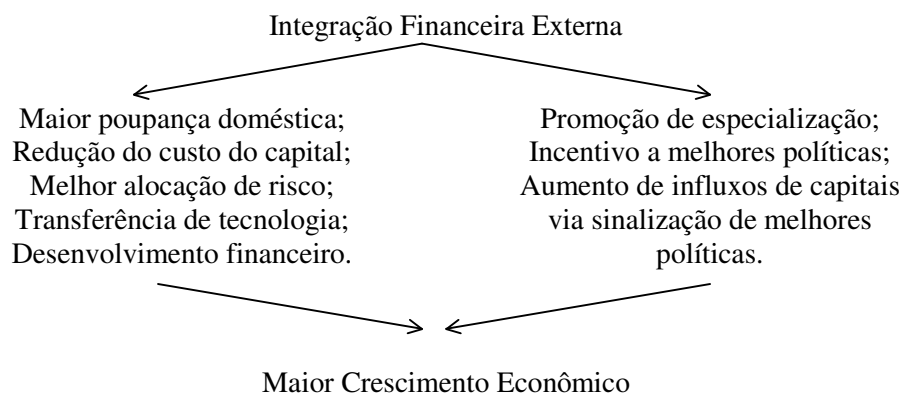 Integração Financeira Externa
Maior poupança doméstica;
Redução do custo do capital;
Melhor alocação de risco;
Transferência de tecnologia;
Desenvolvimento financeiro.
Promoção de especialização;
Incentivo a melhores políticas;
Aumento de influxos de capitais
via sinalização de melhores
políticas.
Maior Crescimento Econômico